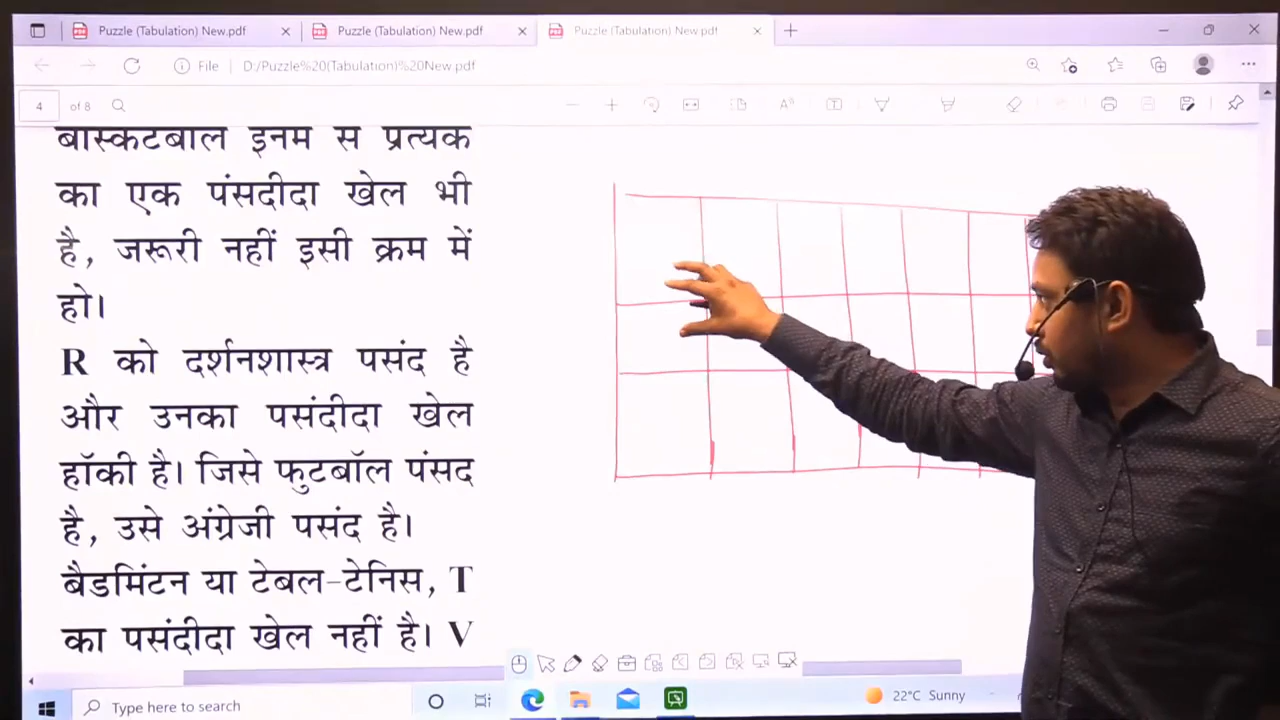 Puzzle (Tabulation) New.pdf
Puzzle (Tabulation) New.pdf
Puzzle (Tabulation) New.pdf
File
D:/Puzzle%20(Tabulation)%20New.pdf
4 of 8
बास्कटबाल इनम स प्रत्यक
का एक पंसदीदा खेल भी
है, जरूरी नहीं इसी क्रम में
हो।
R को दर्शनशास्त्र पसंद है
और उनका पसंदीदा खेल
हॉकी है। जिसे फुटबॉल पंसद
है, उसे अंग्रेजी पसंद है।
बैडमिंटन या टेबल-टेनिस, T
का पसंदीदा खेल नहीं है। V
Type here to search
22°C Sunny